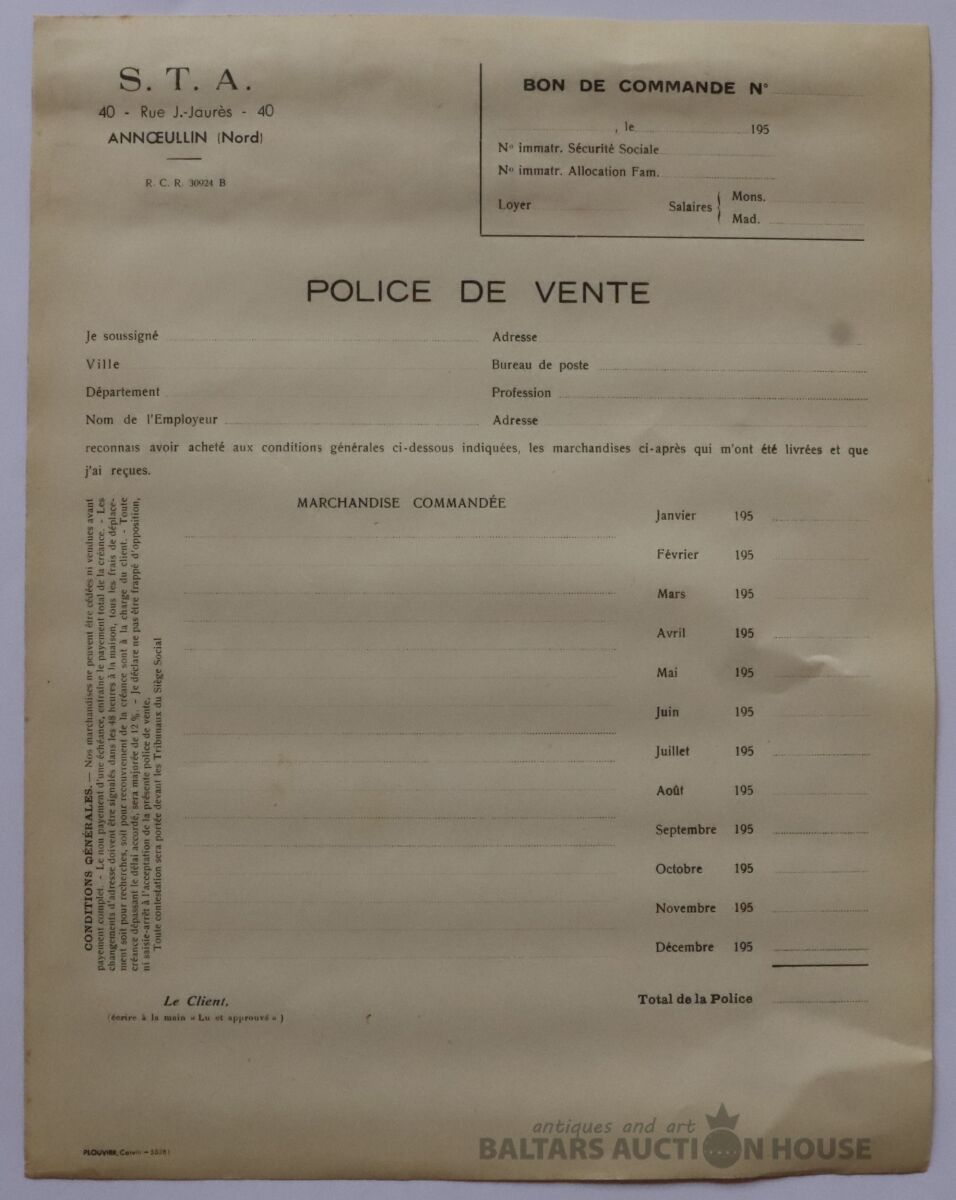 S. T. A.
40 - Rue J.-Jaurès - 40
ANNŒULLIN (Nord)
R. C. R. 30924 B
BON DE COMMANDE N°
, le 195
N° immatr. Sécurité Sociale
N° immatr. Allocation Fam.
Loyer Salaires { Mons.
Mad.
POLICE DE VENTE
Je soussigné Adresse
Ville Bureau de poste
Département Profession
Nom de l'Employeur Adresse
reconnais avoir acheté aux conditions générales ci-dessous indiquées, les marchandises ci-après qui m'ont été livrées et que
j'ai reçues.
CONDITIONS GÉNÉRALES. — Nos marchandises ne peuvent être cédées ni vendues avant
payement complet. - Le non payement d'une échéance, entraîne le payement total de la créance. - Les
changements d'adresse doivent être signalés dans les 48 heures à la maison, tous les frais de déplace-
ment soit pour recherches, soit pour recouvrement de la créance sont à la charge du client. - Toute
créance dépassant le délai accordé, sera majorée de 12 %. - Je déclare ne pas être frappé d'opposition,
ni saisie-arrêt à l'acceptation de la présente police de vente.
Toute contestation sera portée devant les Tribunaux du Siège Social
MARCHANDISE COMMANDÉE
Janvier 195
Février 195
Mars 195
Avril 195
Mai 195
Juin 195
Juillet 195
Août 195
Septembre 195
Octobre 195
Novembre 195
Décembre 195
Le Client,
(écrire à la main « Lu et approuvé » )
Total de la Police
PLOUVIER, Carvin —
antiques and art
BALTARS AUCTION HOUSE